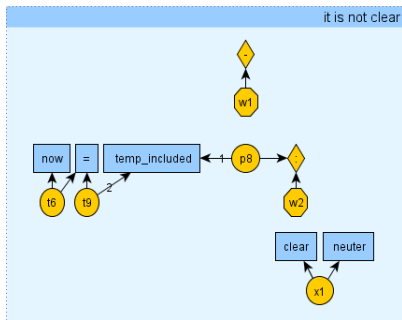 it is not clear
-
w1
now = temp_included 1 p8 :
2
t6 t9 w2
clear neuter
x1